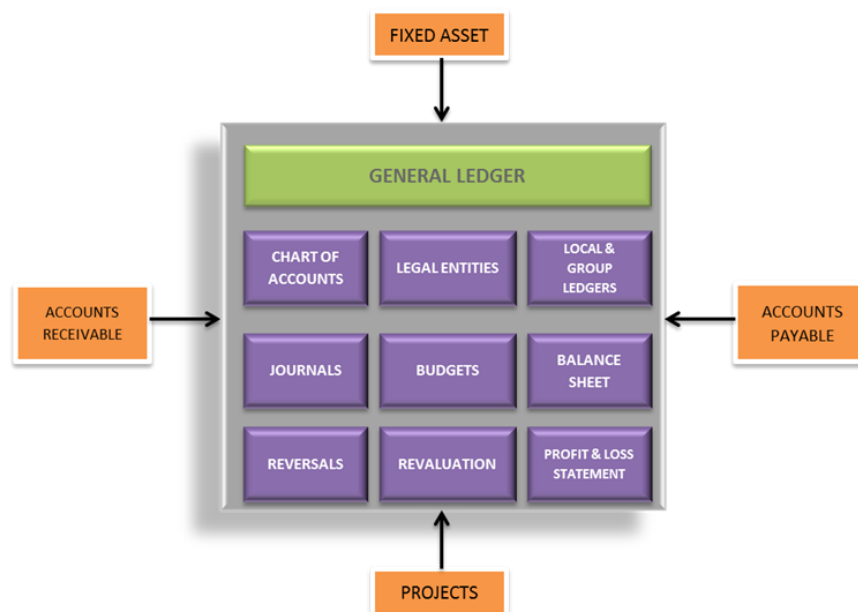 FIXED ASSET
GENERAL LEDGER
CHART OF
ACCOUNTS
LEGAL ENTITIES
LOCAL &
GROUP
LEDGERS
ACCOUNTS
RECEIVABLE
ACCOUNTS
PAYABLE
JOURNALS
BUDGETS
BALANCE
SHEET
REVERSALS
REVALUATION
PROFIT & LOSS
STATEMENT
PROJECTS